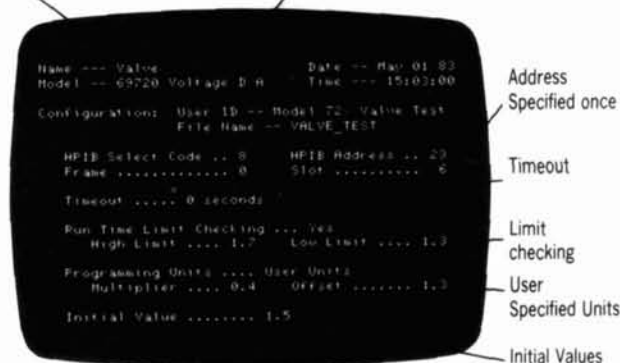 Name --- Valve Date -- May 01 83
Model -- 69720 Voltage D/A Time --- 15:03:00
Configuration: User ID -- Model 72: Valve Test
File Name -- VALVE_TEST
HPIB Select Code .. 8 HPIB Address .. 23
Frame ............. 0 Slot .......... 6
Timeout ..... 0 seconds
Run Time Limit Checking ... Yes
High Limit .... 1.7 Low Limit .... 1.3
Programming Units .... User Units
Multiplier .... 0.4 Offset ....... 1.3
Initial Value ........ 1.5
Address
Specified once
Timeout
Limit
checking
User
Specified Units
Initial Values